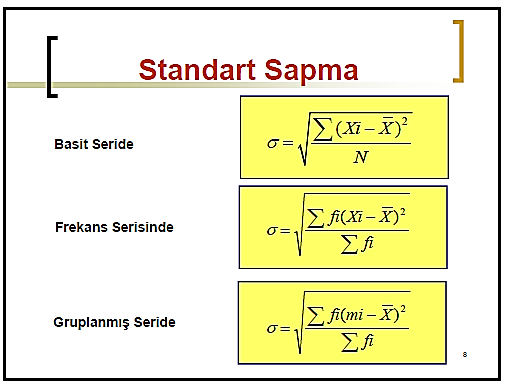 Standart Sapma
Basit Seride
σ = √(∑(Xi − X̅)² / N)
Frekans Serisinde
σ = √(∑fi(Xi − X̅)² / ∑fi)
Gruplanmış Seride
σ = √(∑fi(mi − X̅)² / ∑fi)
8